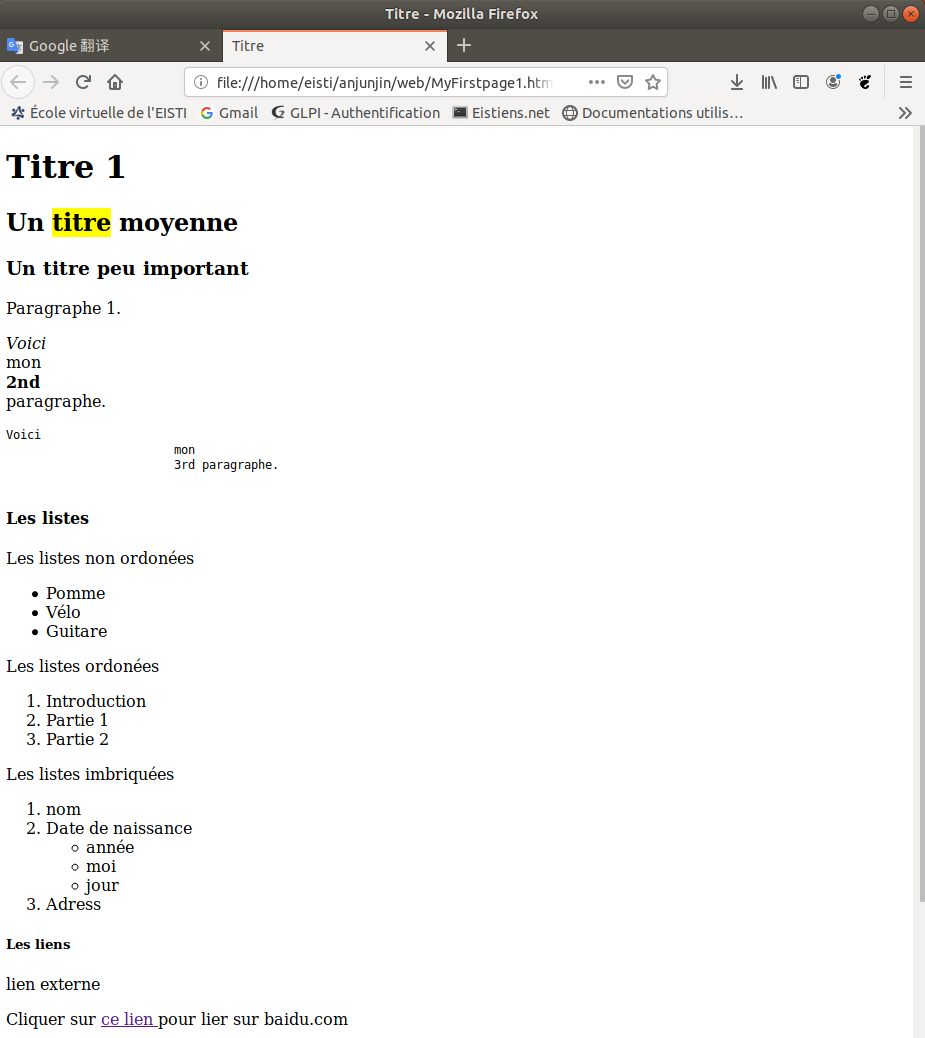 Titre - Mozilla Firefox
Google 翻译
Titre
file:///home/eisti/anjunjin/web/MyFirstpage1.htm
École virtuelle de l'EISTI
Gmail
GLPI - Authentification
Eistiens.net
Documentations utilis…
Titre 1
Un titre moyenne
Un titre peu important
Paragraphe 1.
Voici
mon
2nd
paragraphe.
Voici
mon
3rd paragraphe.
Les listes
Les listes non ordonées
• Pomme
• Vélo
• Guitare
Les listes ordonées
1. Introduction
2. Partie 1
3. Partie 2
Les listes imbriquées
1. nom
2. Date de naissance
◦ année
◦ moi
◦ jour
3. Adress
Les liens
lien externe
Cliquer sur ce lien pour lier sur baidu.com